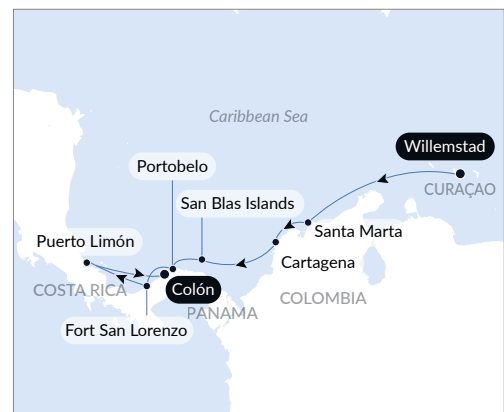 Caribbean Sea
Willemstad
Portobelo
CURAÇAO
San Blas Islands
Santa Marta
Puerto Limón
Cartagena
COSTA RICA
Colón
COLOMBIA
PANAMA
Fort San Lorenzo